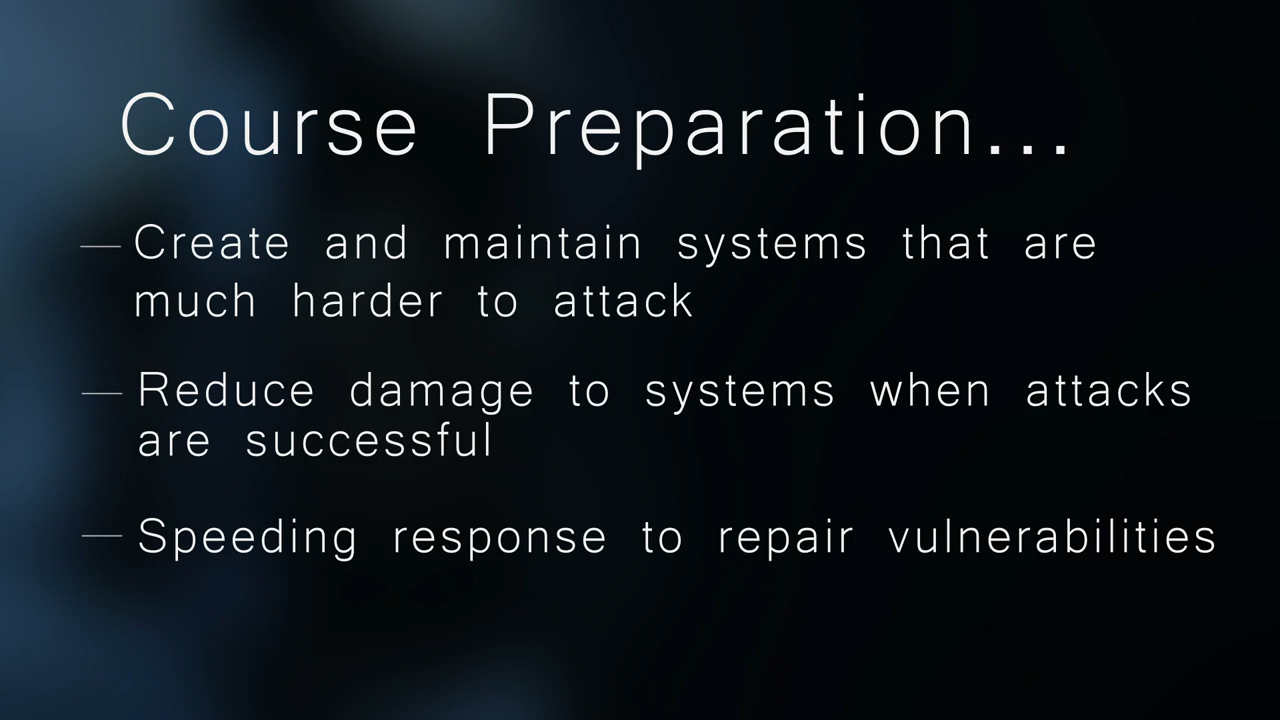 Course Preparation...
— Create and maintain systems that are
much harder to attack
— Reduce damage to systems when attacks
are successful
— Speeding response to repair vulnerabilities